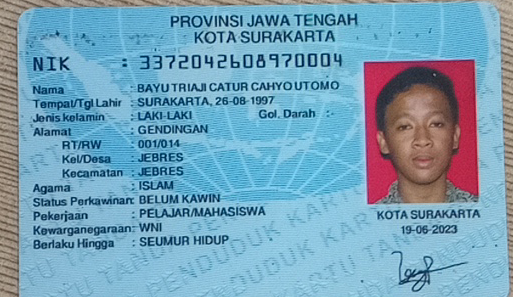 PROVINSI JAWA TENGAH
KOTA SURAKARTA
NIK : 3372042608970004
Nama : BAYU TRIAJI CATUR CAHYO UTOMO
Tempat/Tgl Lahir : SURAKARTA, 26-08-1997
Jenis kelamin : LAKI-LAKI Gol. Darah :-
Alamat : GENDINGAN
RT/RW : 001/014
Kel/Desa : JEBRES
Kecamatan : JEBRES
Agama : ISLAM
Status Perkawinan: BELUM KAWIN
Pekerjaan : PELAJAR/MAHASISWA
Kewarganegaraan: WNI
Berlaku Hingga : SEUMUR HIDUP
KOTA SURAKARTA
19-06-2023